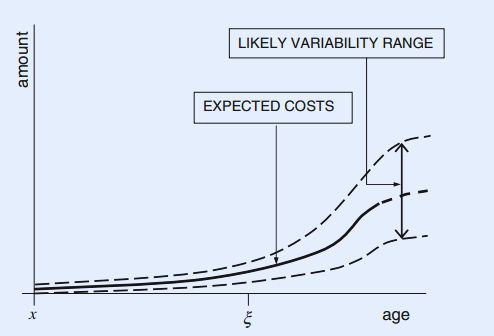 LIKELY VARIABILITY RANGE
amount
EXPECTED COSTS
x ξ age